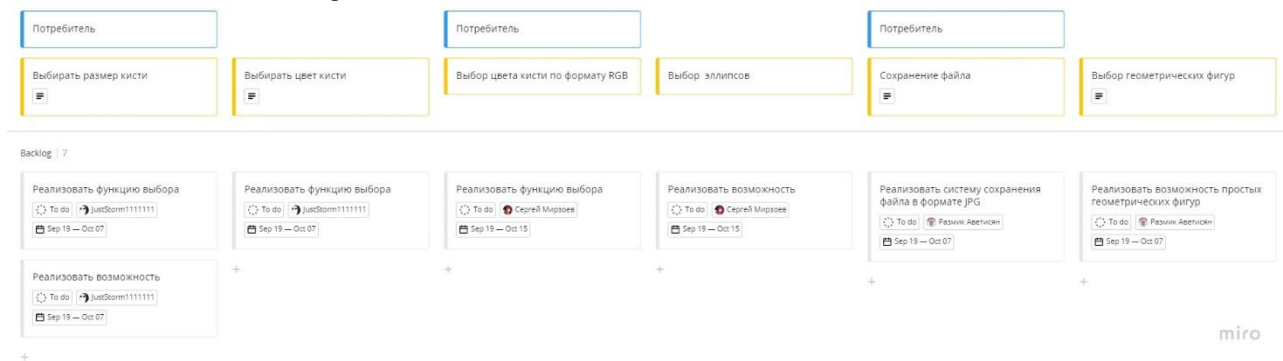 Потребитель
Потребитель
Потребитель
Выбирать размер кисти
Выбирать цвет кисти
Выбор цвета кисти по формату RGB
Выбор эллипсов
Сохранение файла
Выбор геометрических фигур
Backlog 7
Реализовать функцию выбора
To do JustStorm1111111
Sep 19 — Oct 07
Реализовать функцию выбора
To do JustStorm1111111
Sep 19 — Oct 07
Реализовать функцию выбора
To do Сергей Мирзоев
Sep 19 — Oct 15
Реализовать возможность
To do Сергей Мирзоев
Sep 19 — Oct 15
Реализовать систему сохранения
файла в формате JPG
To do Размик Аветисян
Sep 19 — Oct 07
Реализовать возможность простых
геометрических фигур
To do Размик Аветисян
Sep 19 — Oct 07
Реализовать возможность
To do JustStorm1111111
Sep 19 — Oct 07
miro